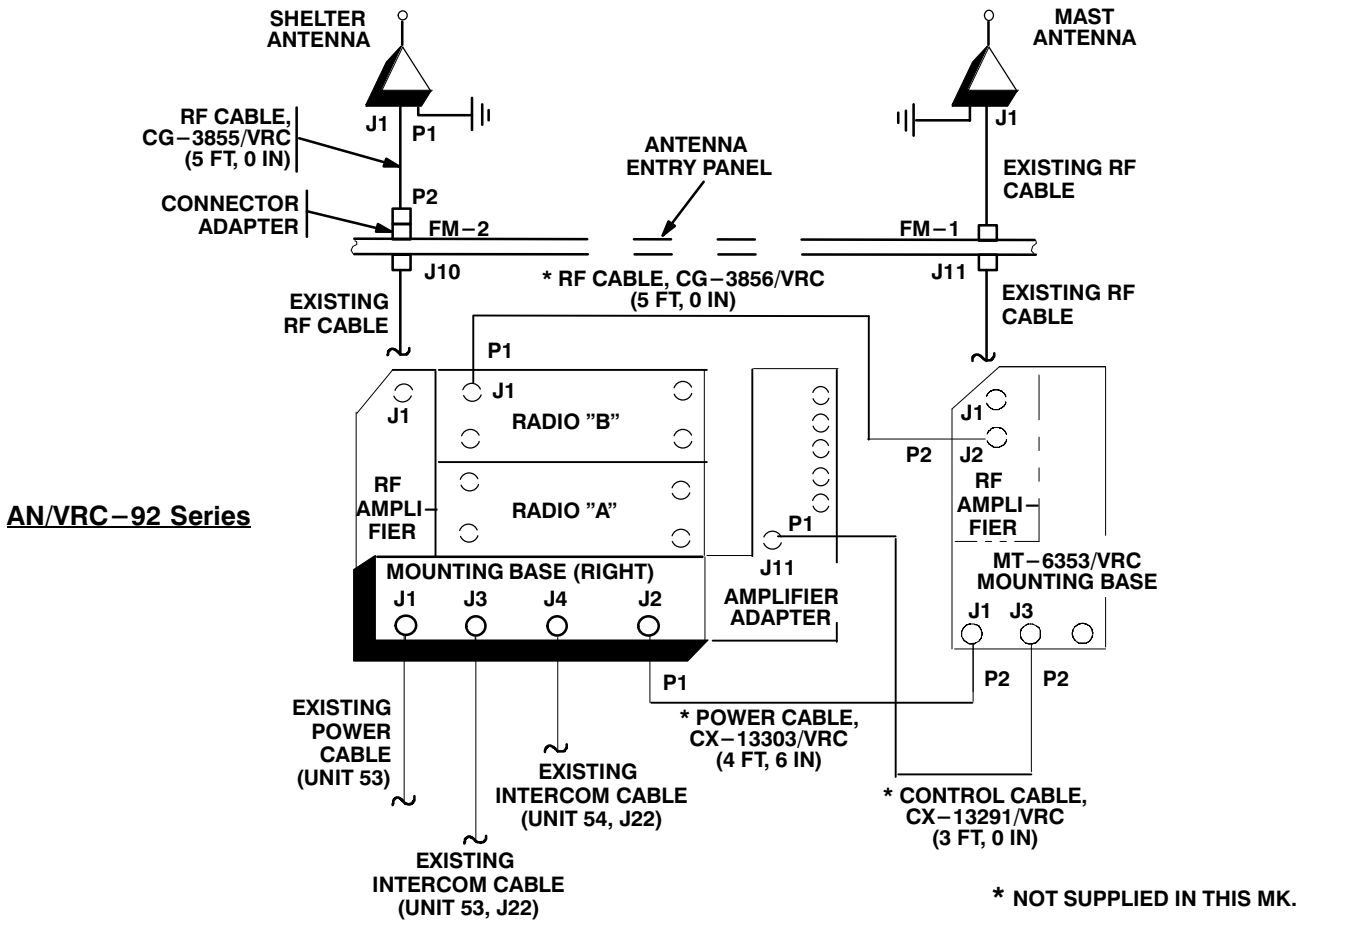 SHELTER
ANTENNA
MAST
ANTENNA
RF CABLE,
CG–3855/VRC
(5 FT, 0 IN)
J1
P1
J1
ANTENNA
ENTRY PANEL
EXISTING RF
CABLE
P2
CONNECTOR
ADAPTER
FM–2
FM–1
J10
J11
* RF CABLE, CG–3856/VRC
(5 FT, 0 IN)
EXISTING
RF CABLE
EXISTING RF
CABLE
P1
J1
J1
RADIO ”B”
J1
P2
J2
RF
AMPLI–
FIER
RADIO ”A”
RF
AMPLI–
FIER
AN/VRC–92 Series
P1
J11
MOUNTING BASE (RIGHT)
J1
J3
J4
J2
AMPLIFIER
ADAPTER
MT–6353/VRC
MOUNTING BASE
J1
J3
P1
P2
P2
EXISTING
POWER
CABLE
(UNIT 53)
* POWER CABLE,
CX–13303/VRC
(4 FT, 6 IN)
EXISTING
INTERCOM CABLE
(UNIT 54, J22)
* CONTROL CABLE,
CX–13291/VRC
(3 FT, 0 IN)
EXISTING
INTERCOM CABLE
(UNIT 53, J22)
* NOT SUPPLIED IN THIS MK.